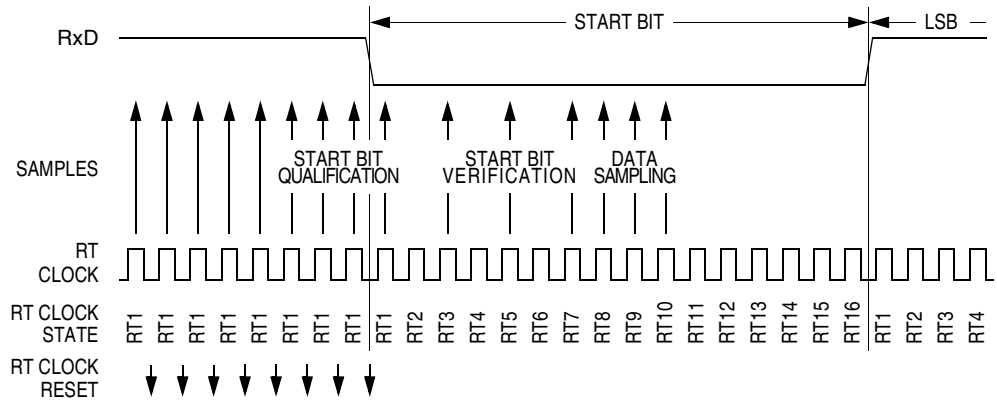 START BIT
LSB
RxD
SAMPLES
START BIT
QUALIFICATION
START BIT
VERIFICATION
DATA
SAMPLING
RT
CLOCK
RT CLOCK
STATE
RT1 RT1 RT1 RT1 RT1 RT1 RT1 RT1 RT1 RT2 RT3 RT4 RT5 RT6 RT7 RT8 RT9 RT10 RT11 RT12 RT13 RT14 RT15 RT16 RT1 RT2 RT3 RT4
RT CLOCK
RESET